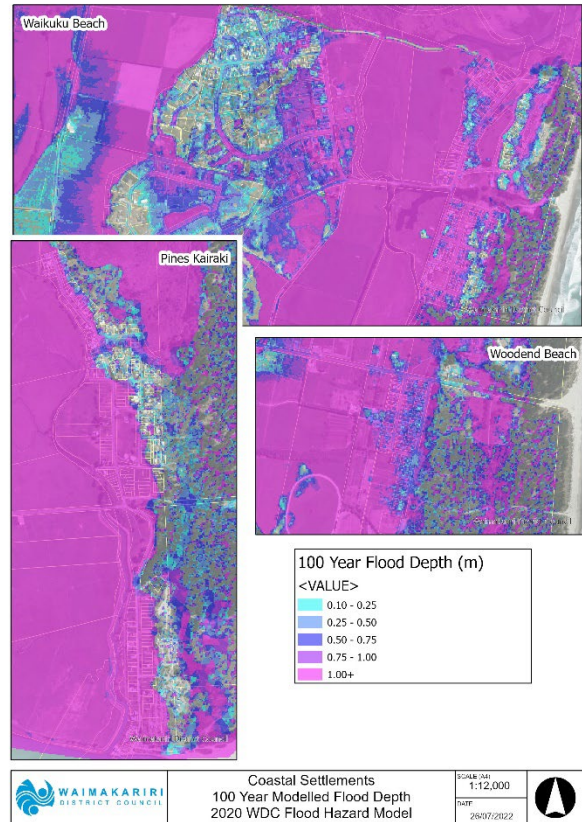 Waikuku Beach
Pines Kairaki
Woodend Beach
100 Year Flood Depth (m)
<VALUE>
0.10 - 0.25
0.25 - 0.50
0.50 - 0.75
0.75 - 1.00
1.00+
WAIMAKARIRI
DISTRICT COUNCIL
Coastal Settlements
100 Year Modelled Flood Depth
2020 WDC Flood Hazard Model
SCALE (A4)
1:12,000
DATE
26/07/2022